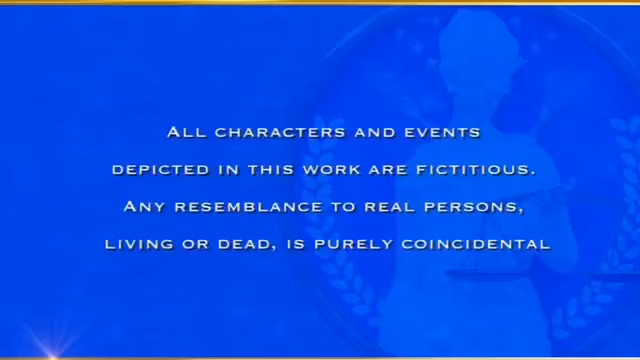 All characters and events
depicted in this work are fictitious.
Any resemblance to real persons,
living or dead, is purely coincidental